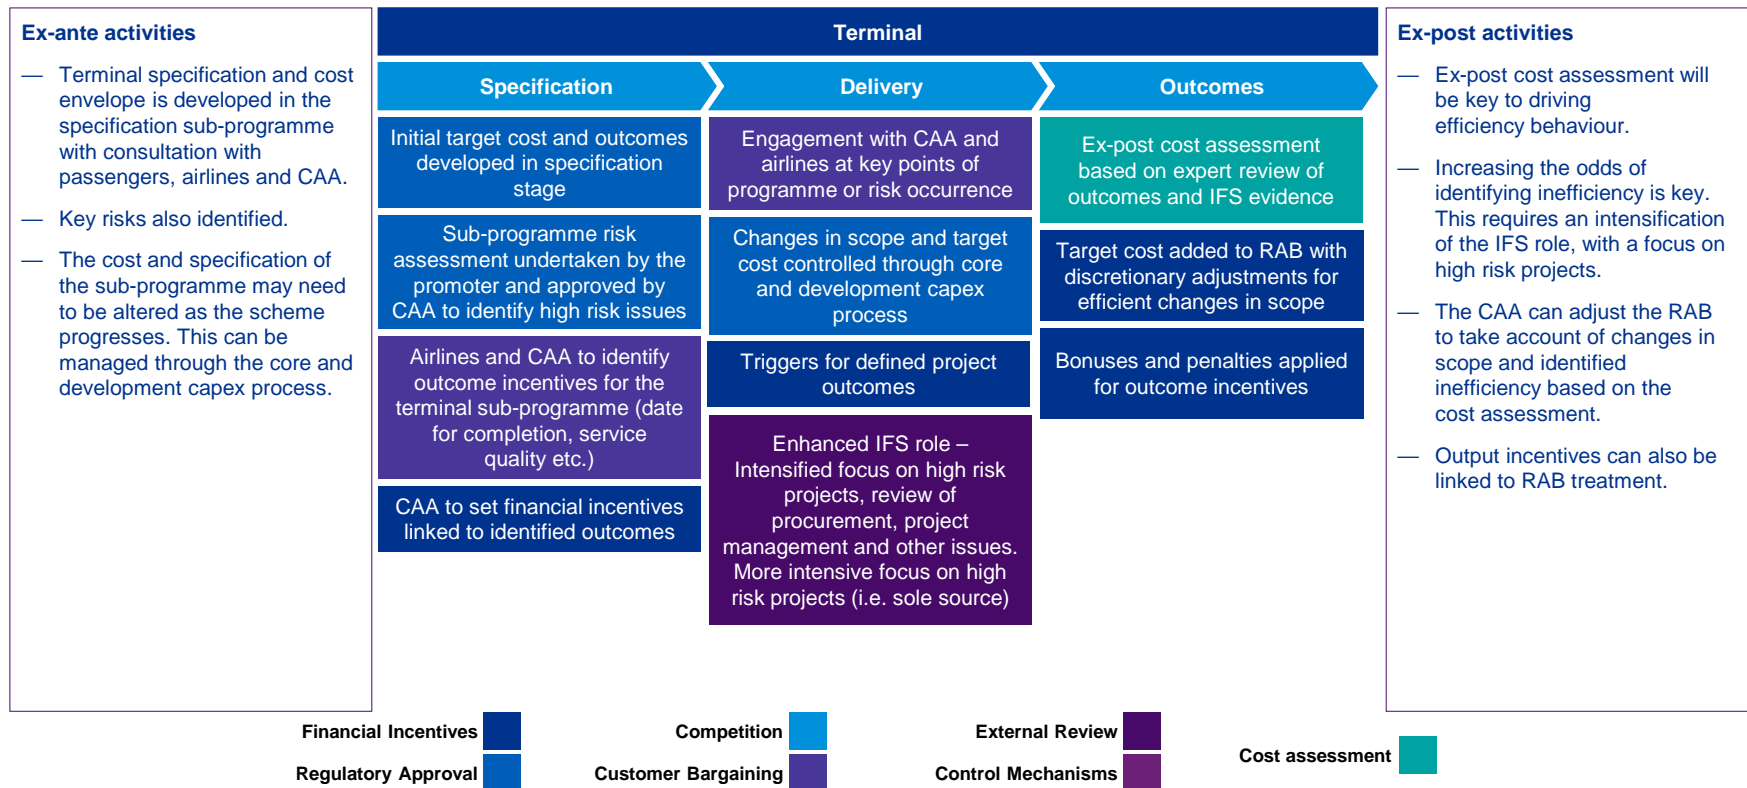 Ex-ante activities
— Terminal specification and cost
envelope is developed in the
specification sub-programme
with consultation with
passengers, airlines and CAA.
— Key risks also identified.
— The cost and specification of
the sub-programme may need
to be altered as the scheme
progresses. This can be
managed through the core and
development capex process.
Terminal
Specification
Delivery
Outcomes
Initial target cost and outcomes
developed in specification
stage
Sub-programme risk
assessment undertaken by the
promoter and approved by
CAA to identify high risk issues
Airlines and CAA to identify
outcome incentives for the
terminal sub-programme (date
for completion, service
quality etc.)
CAA to set financial incentives
linked to identified outcomes
Engagement with CAA and
airlines at key points of
programme or risk occurrence
Changes in scope and target
cost controlled through core
and development capex
process
Triggers for defined project
outcomes
Enhanced IFS role –
Intensified focus on high risk
projects, review of
procurement, project
management and other issues.
More intensive focus on high
risk projects (i.e. sole source)
Ex-post cost assessment
based on expert review of
outcomes and IFS evidence
Target cost added to RAB with
discretionary adjustments for
efficient changes in scope
Bonuses and penalties applied
for outcome incentives
Ex-post activities
— Ex-post cost assessment will
be key to driving
efficiency behaviour.
— Increasing the odds of
identifying inefficiency is key.
This requires an intensification
of the IFS role, with a focus on
high risk projects.
— The CAA can adjust the RAB
to take account of changes in
scope and identified
inefficiency based on the
cost assessment.
— Output incentives can also be
linked to RAB treatment.
Financial Incentives
Competition
External Review
Cost assessment
Regulatory Approval
Customer Bargaining
Control Mechanisms